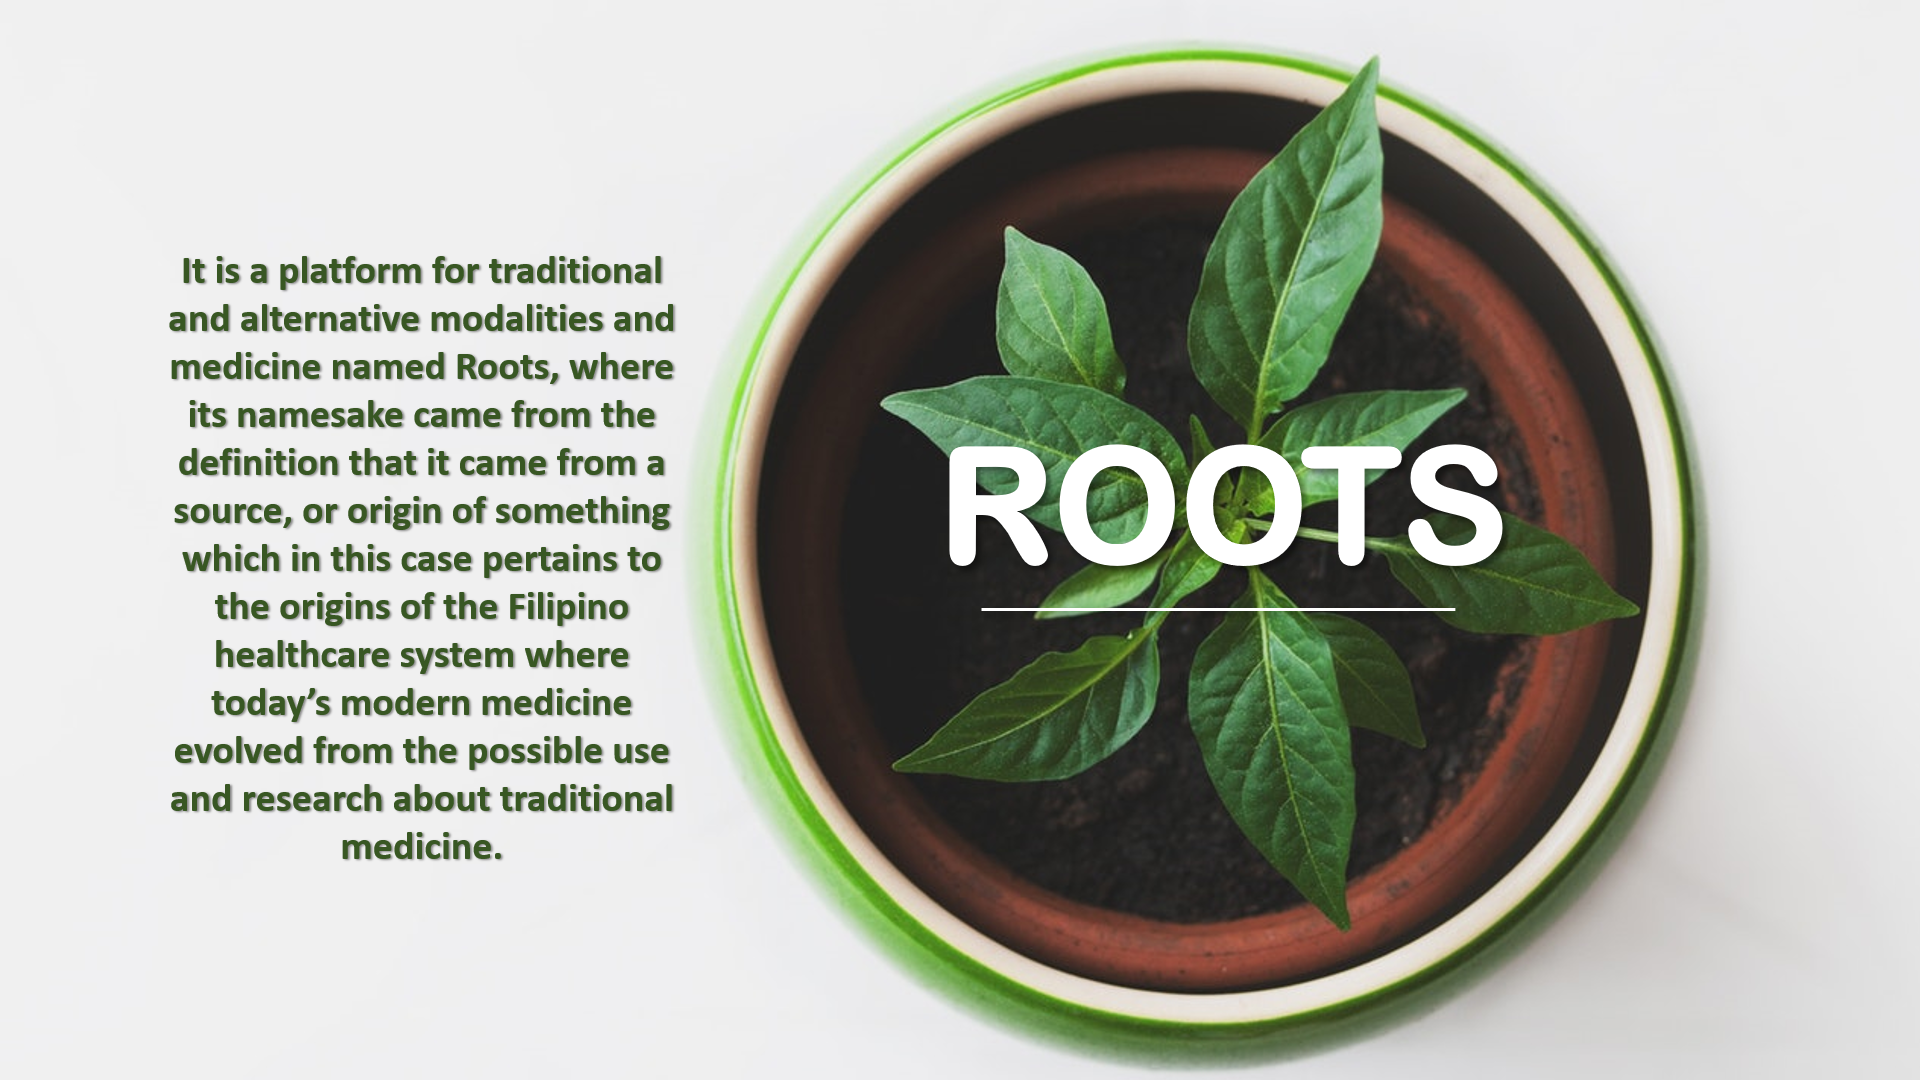 It is a platform for traditional
and alternative modalities and
medicine named Roots, where
its namesake came from the
definition that it came from a
source, or origin of something
which in this case pertains to
the origins of the Filipino
healthcare system where
today’s modern medicine
evolved from the possible use
and research about traditional
medicine.
ROOTS